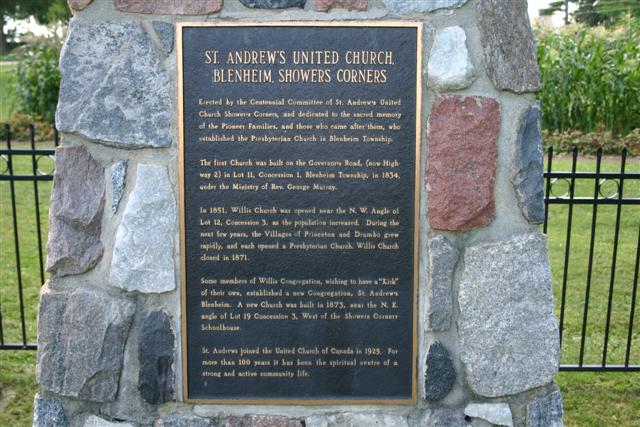 ST. ANDREW'S UNITED CHURCH,
BLENHEIM, SHOWERS CORNERS
Erected by the Centennial Committee of St. Andrew's United
Church Showers Corners, and dedicated to the sacred memory
of the Pioneer Families, and those who came after them, who
established the Presbyterian Church in Blenheim Township.
The first Church was built on the Governor's Road, (now High-
way 2) in Lot 11, Concession 1, Blenheim Township, in 1834,
under the Ministry of Rev. George Murray.
In 1851, Willis Church was opened near the N. W. Angle of
Lot 12, Concession 3, as the population increased. During the
next few years, the Villages of Princeton and Drumbo grew
rapidly, and each opened a Presbyterian Church, Willis Church
closed in 1871.
Some members of Willis Congregation, wishing to have a "Kirk"
of their own, established a new Congregation, St. Andrew's
Blenheim. A new Church was built in 1873, near the N. E.
angle of Lot 19 Concession 3, West of the Showers Corners
Schoolhouse.
St. Andrews joined the United Church of Canada in 1925. For
more than 100 years it has been the spiritual centre of a
strong and active community life.